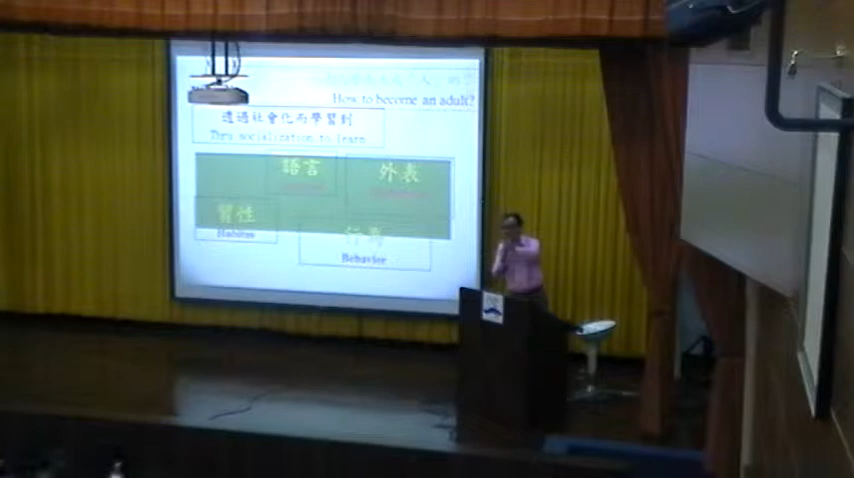 How to become an adult?
透過社會化而學習到
Thru socialization to learn
語言
外表
習性
Habitus
行為
Behavior